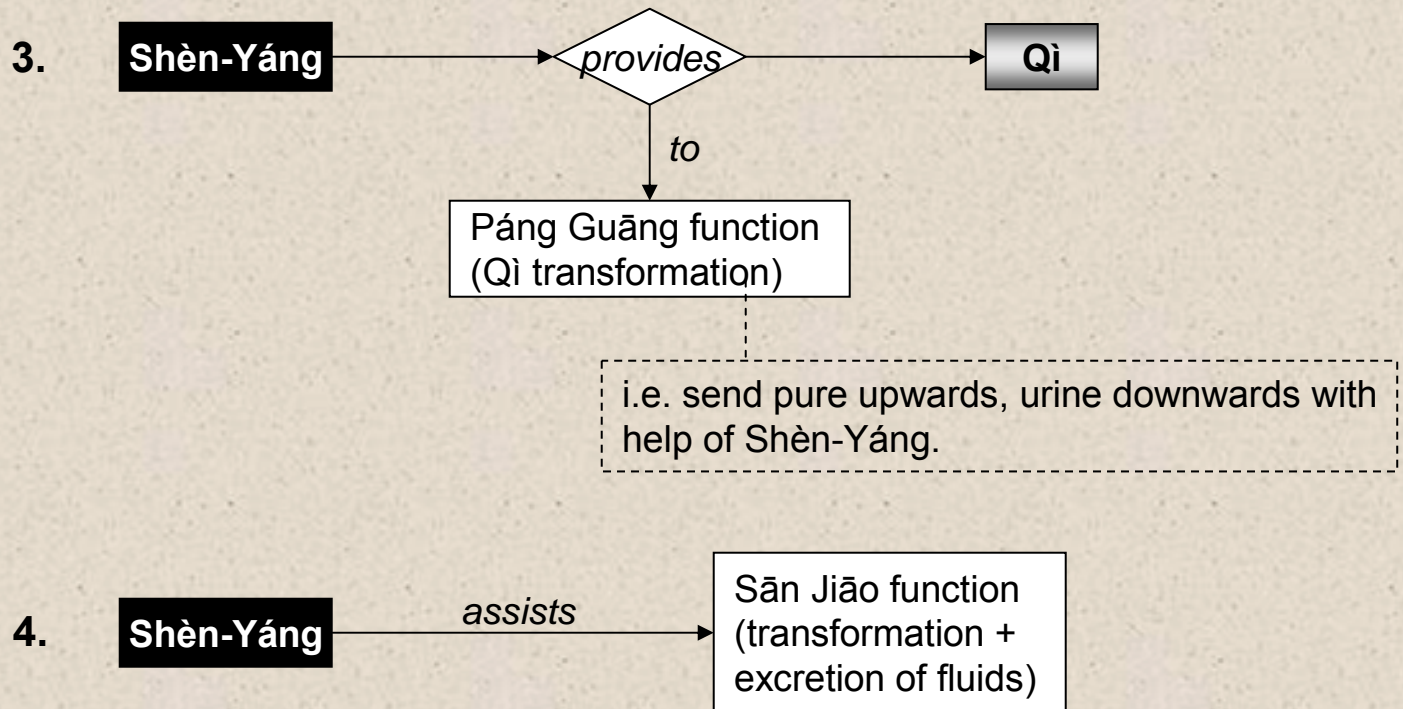 3. Shèn-Yáng provides Qì
to
Páng Guāng function
(Qì transformation)
i.e. send pure upwards, urine downwards with
help of Shèn-Yáng.
4. Shèn-Yáng assists Sān Jiāo function
(transformation +
excretion of fluids)